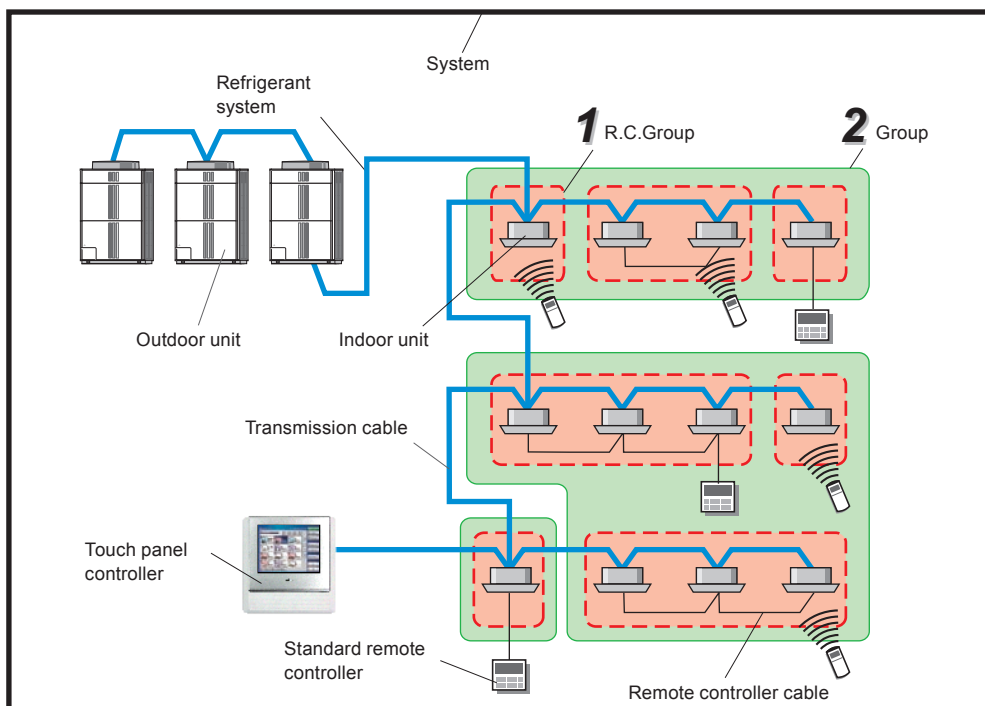 System
Refrigerant
system
1 R.C.Group
2 Group
Outdoor unit
Indoor unit
Transmission cable
Touch panel
controller
Standard remote
controller
Remote controller cable